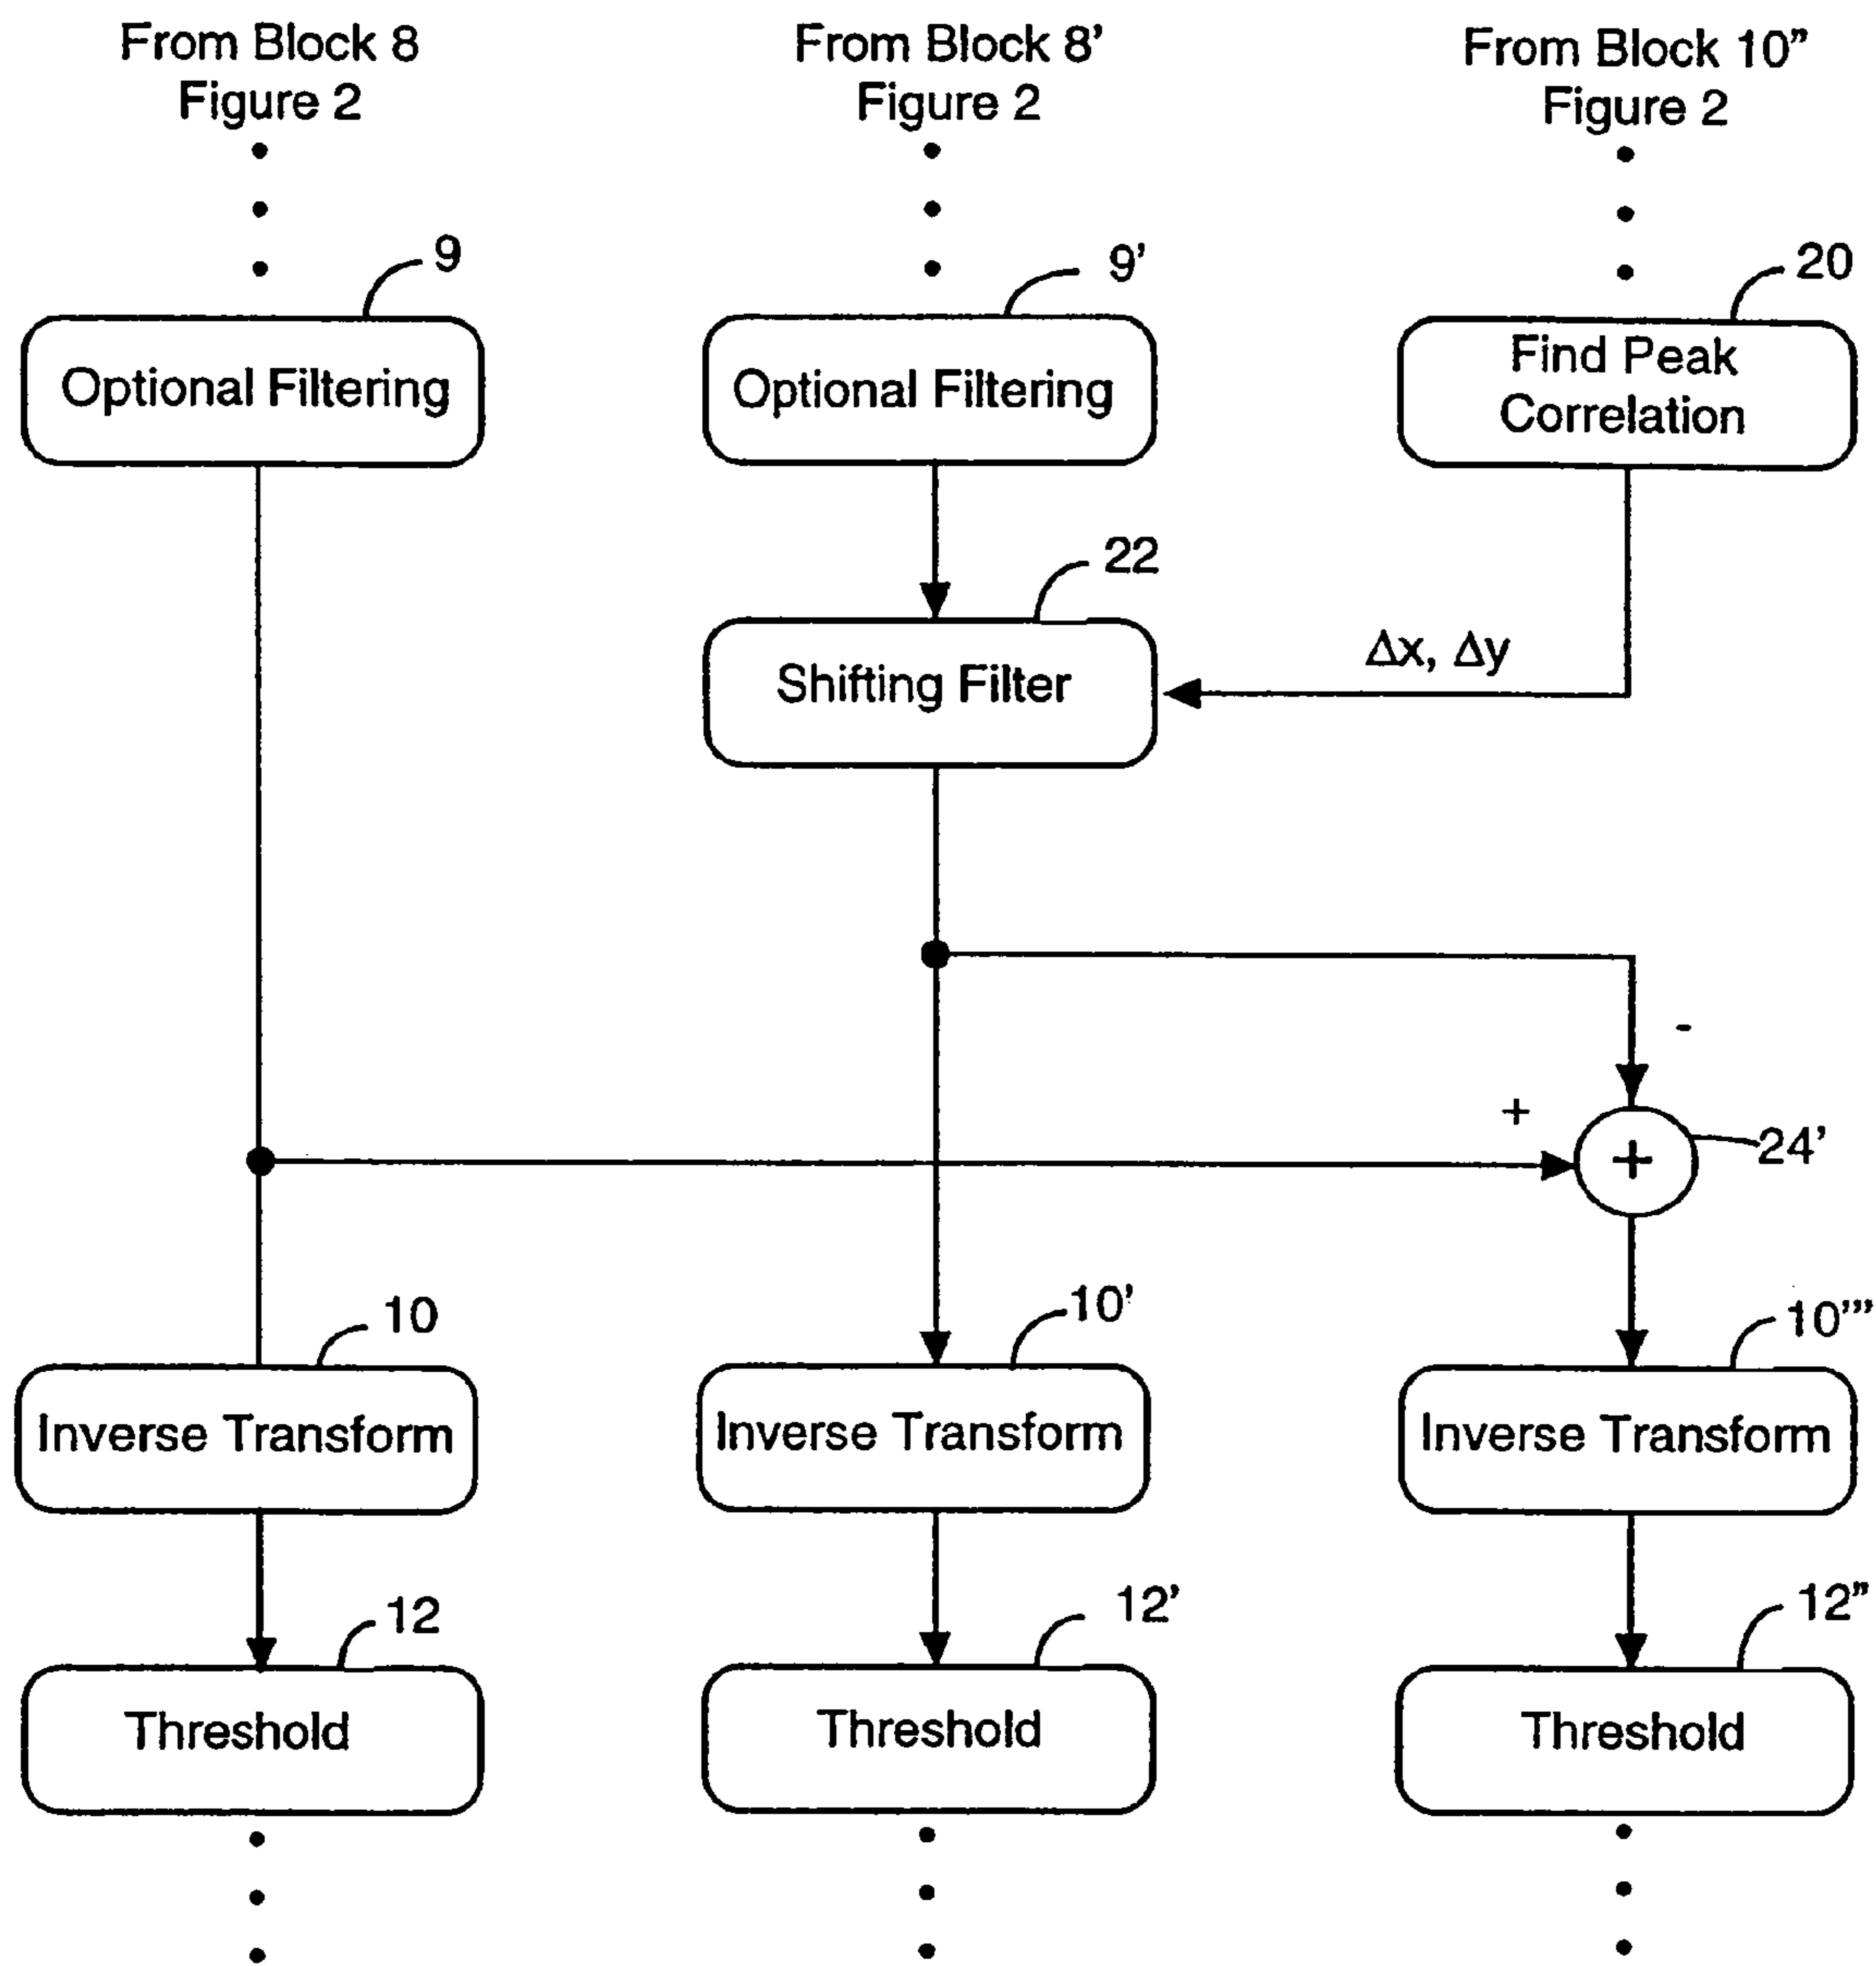 From Block 8
Figure 2
From Block 8'
Figure 2
From Block 10"
Figure 2
9
Optional Filtering
9'
Optional Filtering
20
Find Peak
Correlation
22
Shifting Filter
Δx, Δy
-
+
+
24'
10
Inverse Transform
10'
Inverse Transform
10'"
Inverse Transform
12
Threshold
12'
Threshold
12"
Threshold